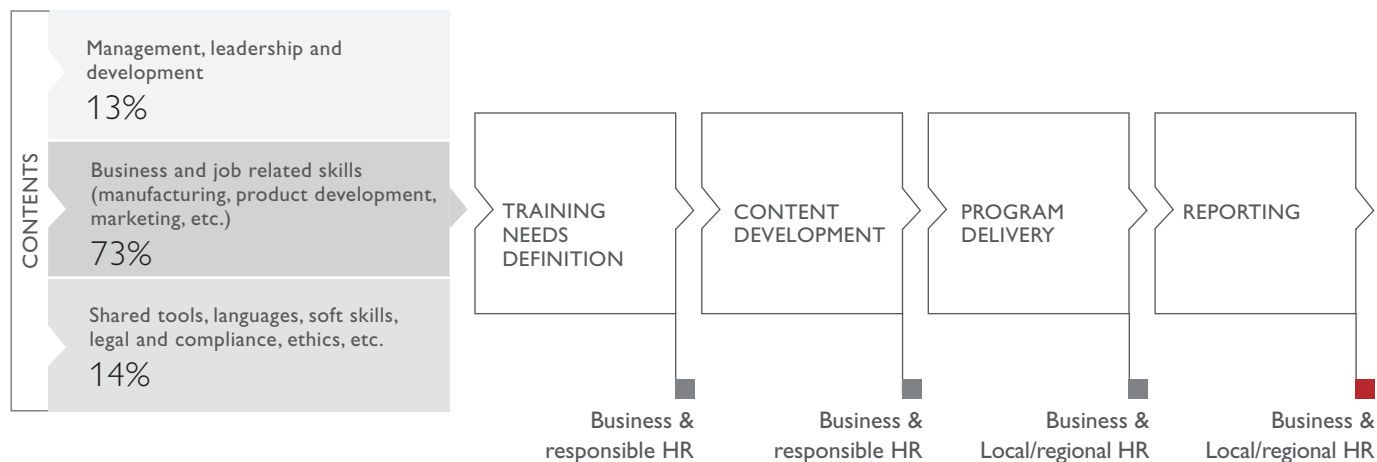 CONTENTS
Management, leadership and
development
13%
Business and job related skills
(manufacturing, product development,
marketing, etc.)
73%
Shared tools, languages, soft skills,
legal and compliance, ethics, etc.
14%
TRAINING
NEEDS
DEFINITION
Business &
responsible HR
CONTENT
DEVELOPMENT
Business &
responsible HR
PROGRAM
DELIVERY
Business &
Local/regional HR
REPORTING
Business &
Local/regional HR